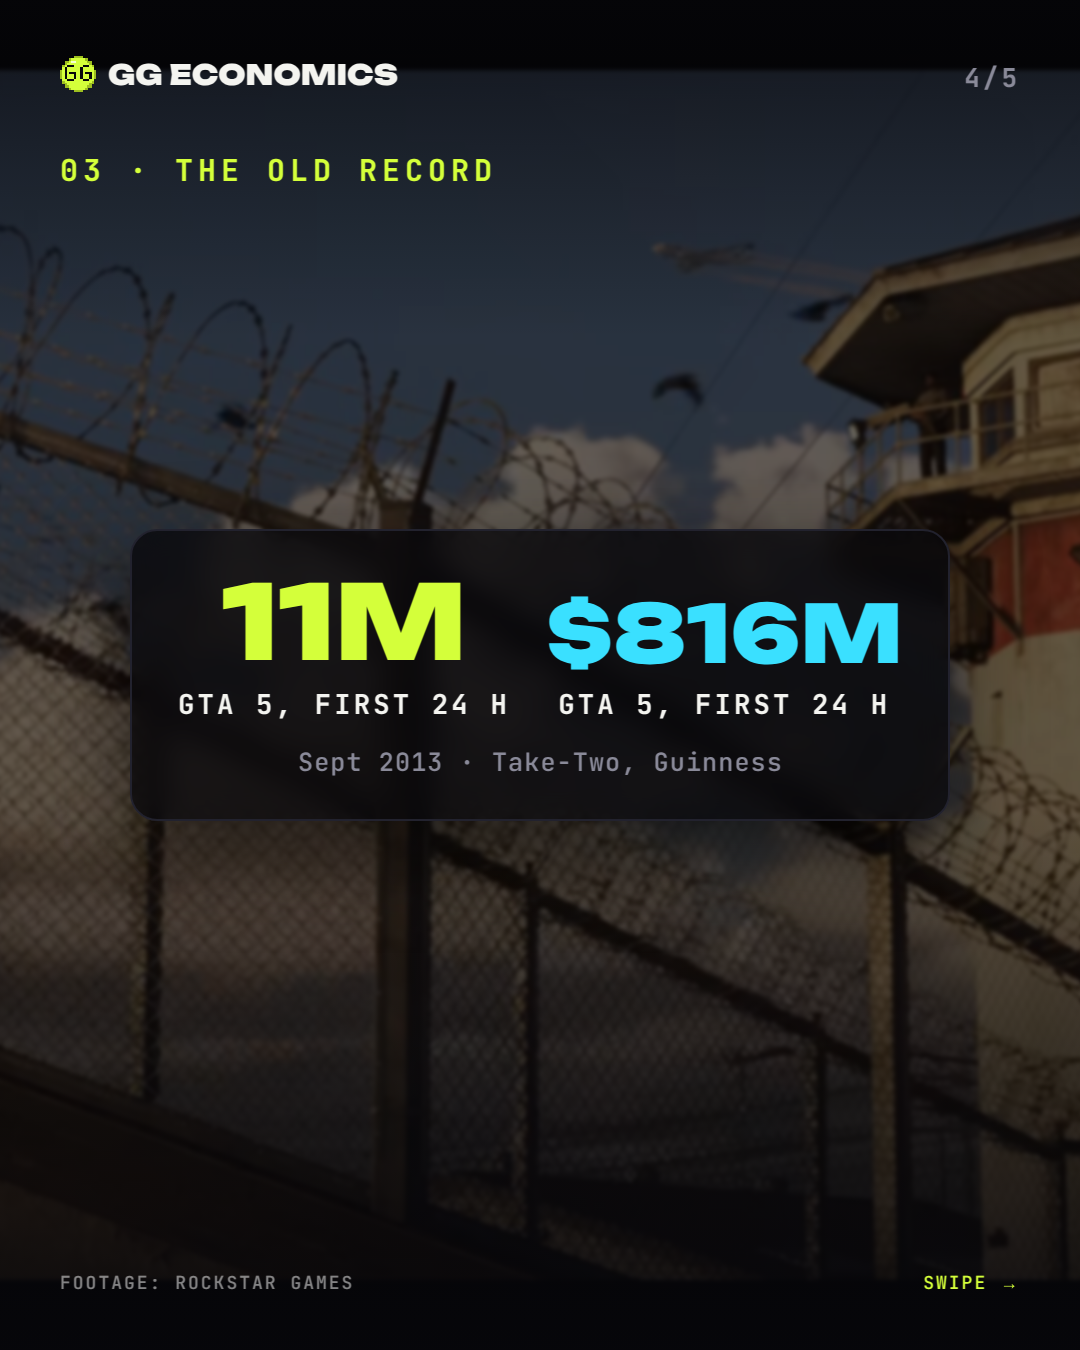 GG GG ECONOMICS
4/5
03 · THE OLD RECORD
11M $816M
GTA 5, FIRST 24 H GTA 5, FIRST 24 H
Sept 2013 · Take-Two, Guinness
FOOTAGE: ROCKSTAR GAMES
SWIPE →